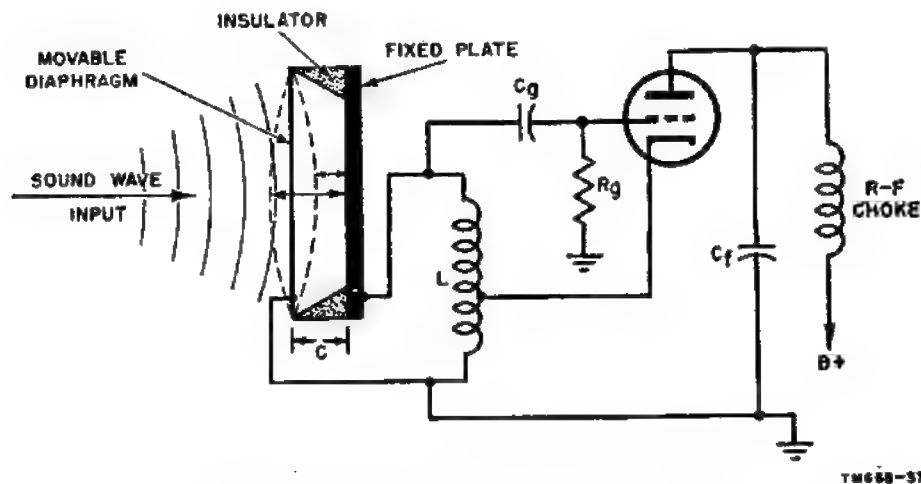 INSULATOR
MOVABLE
DIAPHRAGM
FIXED PLATE
SOUND WAVE
INPUT
C
Cg
Rg
L
Cf
R-F
CHOKE
B+